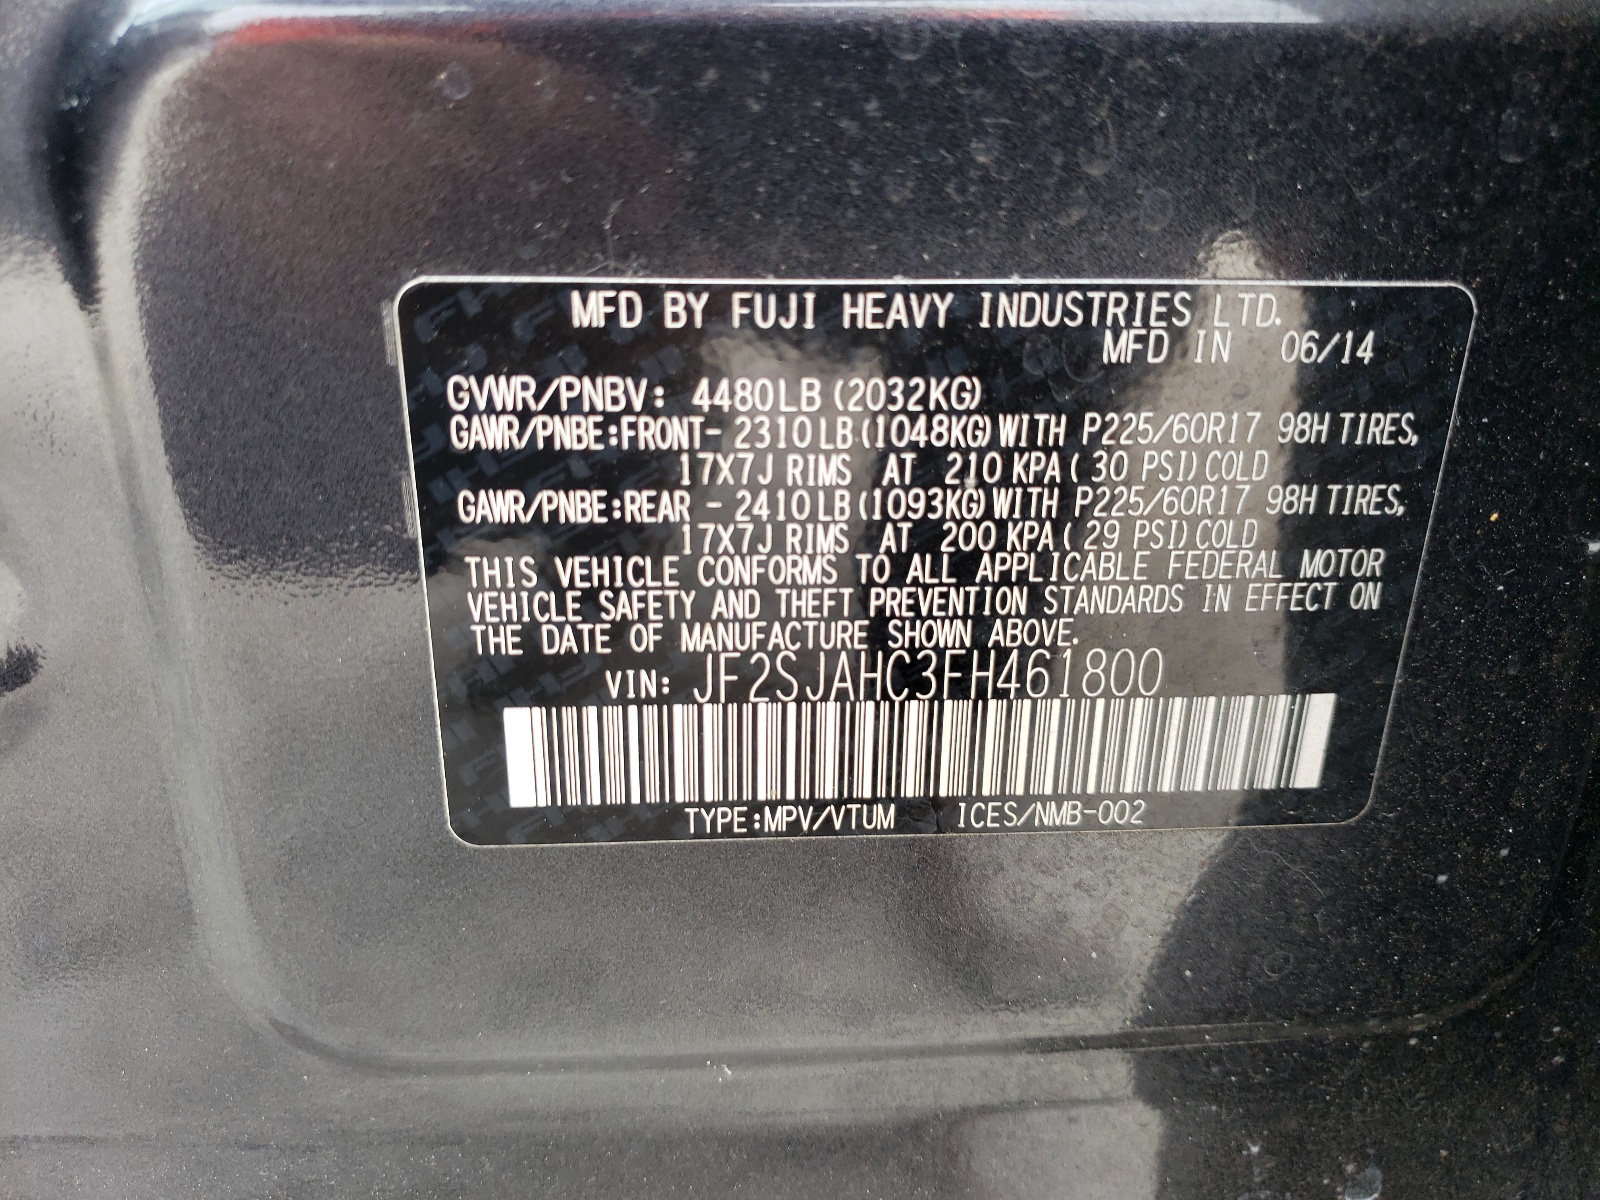 MFD BY FUJI HEAVY INDUSTRIES LTD.
MFD IN 06/14
GVWR/PNBV: 4480LB (2032KG)
GAWR/PNBE:FRONT- 2310LB (1048KG) WITH P225/60R17 98H TIRES,
17X7J RIMS AT 210 KPA ( 30 PSI) COLD
GAWR/PNBE:REAR - 2410LB (1093KG) WITH P225/60R17 98H TIRES,
17X7J RIMS AT 200 KPA ( 29 PSI) COLD
THIS VEHICLE CONFORMS TO ALL APPLICABLE FEDERAL MOTOR
VEHICLE SAFETY AND THEFT PREVENTION STANDARDS IN EFFECT ON
THE DATE OF MANUFACTURE SHOWN ABOVE.
VIN: JF2SJAHC3FH461800
TYPE:MPV/VTUM ICES/NMB-002